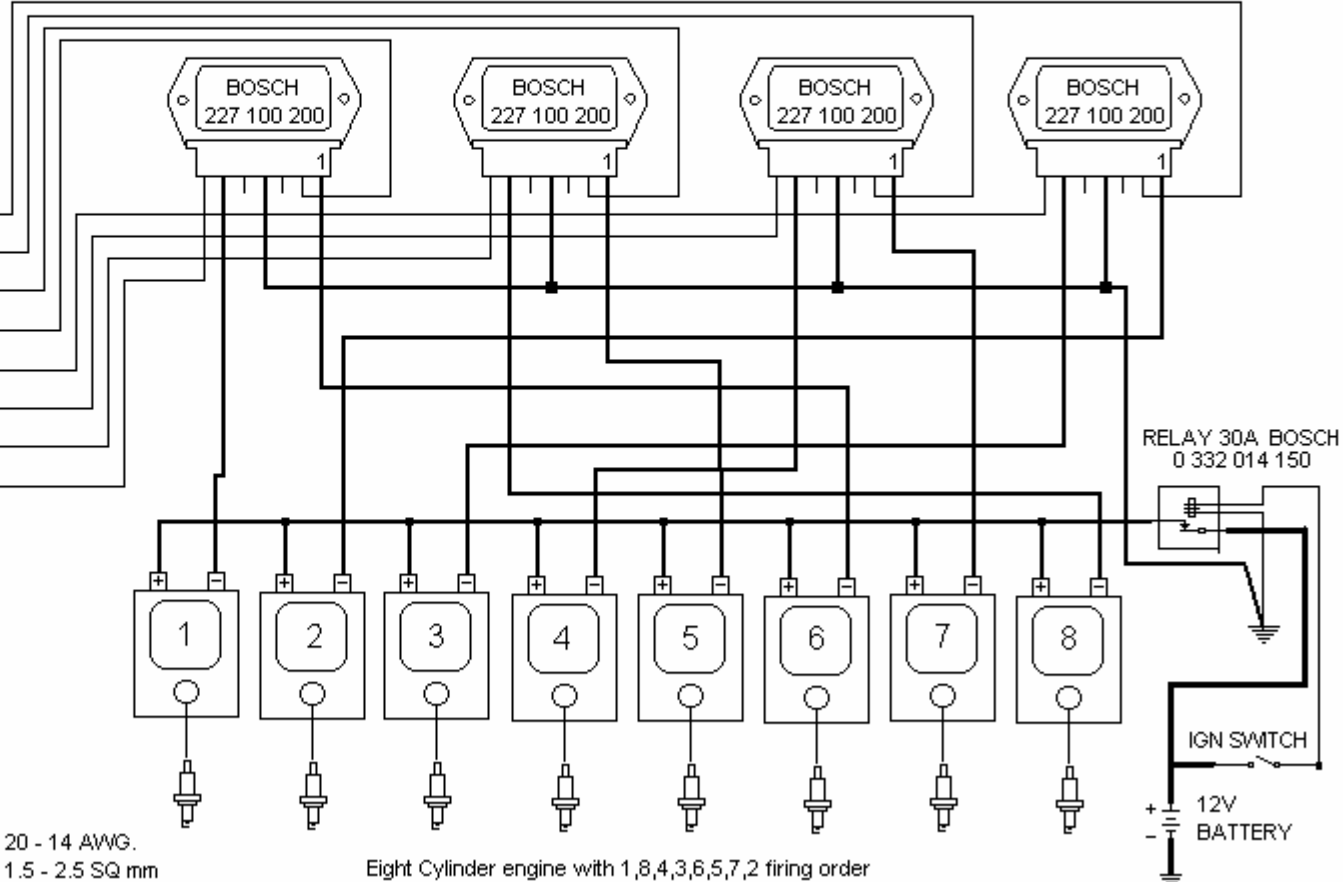 BOSCH
227 100 200
1
BOSCH
227 100 200
1
BOSCH
227 100 200
1
BOSCH
227 100 200
1
RELAY 30A BOSCH
0 332 014 150
+ − + − + − + − + − + − + − + −
1 2 3 4 5 6 7 8
IGN SWITCH
+
−
12V
BATTERY
20 - 14 AWG.
1.5 - 2.5 SQ mm
Eight Cylinder engine with 1,8,4,3,6,5,7,2 firing order